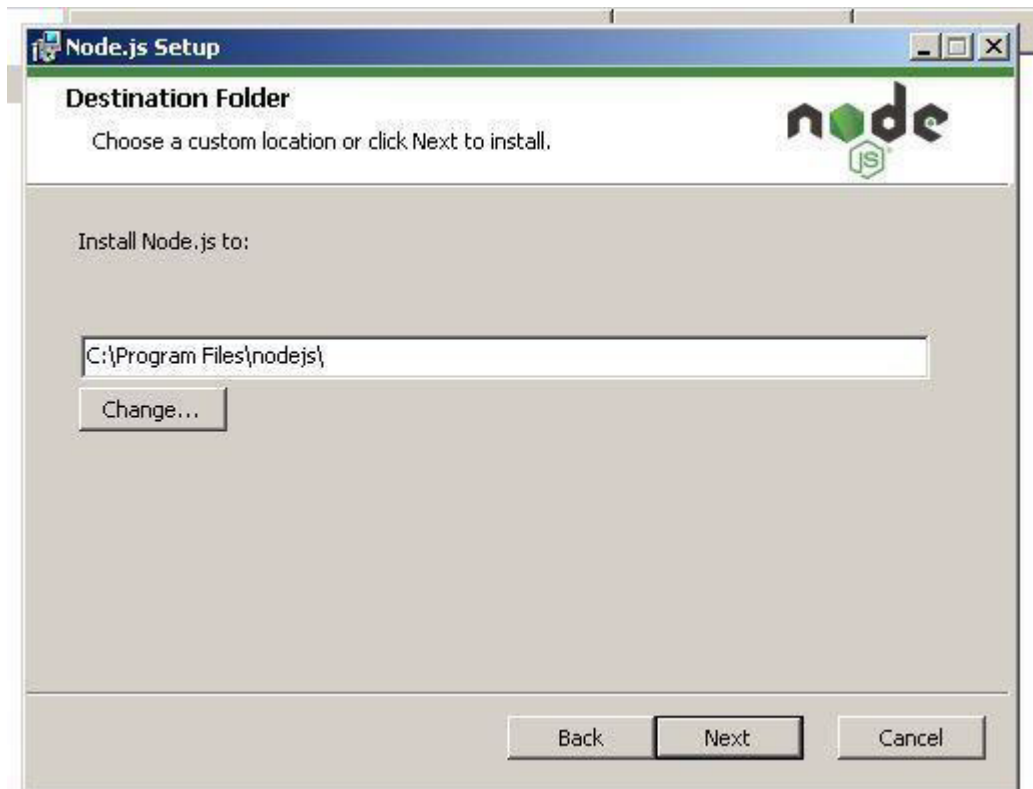 Node.js Setup
Destination Folder
Choose a custom location or click Next to install.
node
JS
Install Node.js to:
C:\Program Files\nodejs\
Change...
Back
Next
Cancel